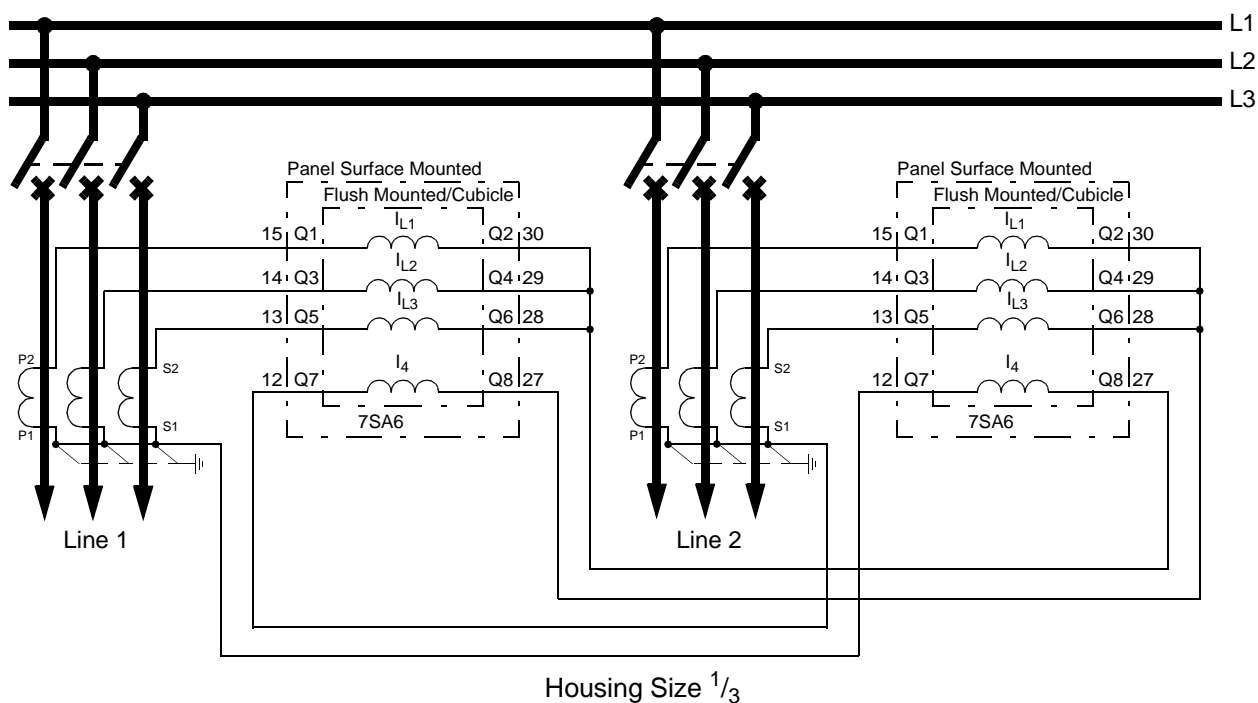 L1
L2
L3
Panel Surface Mounted
Flush Mounted/Cubicle
IL1
15 Q1 Q2 30
IL2
14 Q3 Q4 29
IL3
13 Q5 Q6 28
P2
S2
I4
12 Q7 Q8 27
7SA6
P1
S1
Line 1
Panel Surface Mounted
Flush Mounted/Cubicle
IL1
15 Q1 Q2 30
IL2
14 Q3 Q4 29
IL3
13 Q5 Q6 28
P2
S2
I4
12 Q7 Q8 27
7SA6
P1
S1
Line 2
Housing Size 1/3